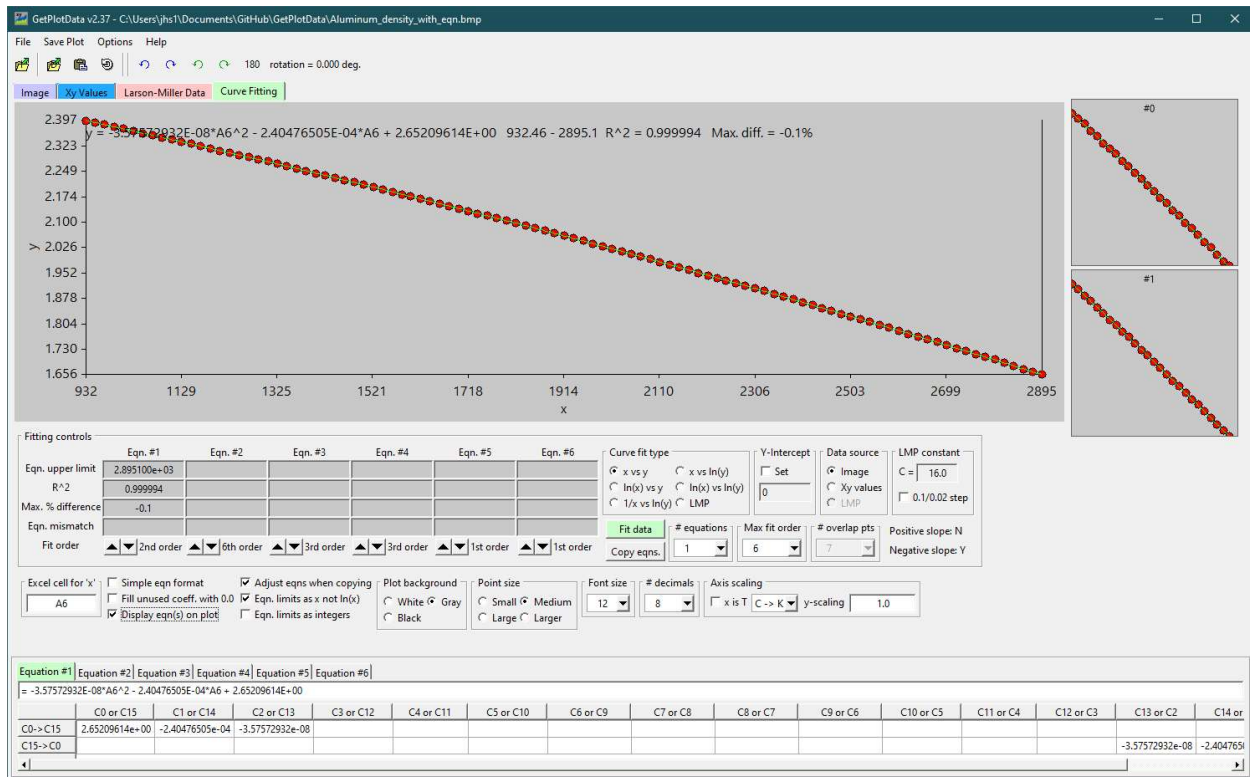 GetPlotData v2.37 - C:\Users\jhs1\Documents\GitHub\GetPlotData\Aluminum_density_with_eqn.bmp
File Save Plot Options Help
180 rotation = 0.000 deg.
Image Xy Values Larson-Miller Data Curve Fitting
y = -3.57572932E-08*A6^2 - 2.40476505E-04*A6 + 2.65209614E+00 932.46 - 2895.1 R^2 = 0.999994 Max. diff. = -0.1%
2.397
2.323
2.249
2.174
2.100
2.026
1.952
1.878
1.804
1.730
1.656
y
932 1129 1325 1521 1718 1914 2110 2306 2503 2699 2895
x
#0
#1
Fitting controls
Eqn. #1 Eqn. #2 Eqn. #3 Eqn. #4 Eqn. #5 Eqn. #6
Eqn. upper limit 2.895100e+03
R^2 0.999994
Max. % difference -0.1
Eqn. mismatch
Fit order 2nd order 6th order 3rd order 3rd order 1st order 1st order
Curve fit type
x vs y x vs ln(y)
ln(x) vs y ln(x) vs ln(y)
1/x vs ln(y) LMP
Y-Intercept
Set
0
Data source
Image
Xy values
LMP
LMP constant
C = 16.0
0.1/0.02 step
Fit data
Copy eqns.
# equations
1
Max fit order
6
# overlap pts
7
Positive slope: N
Negative slope: Y
Excel cell for 'x'
A6
Simple eqn format
Fill unused coeff. with 0.0
Display eqn(s) on plot
Adjust eqns when copying
Eqn. limits as x not ln(x)
Eqn. limits as integers
Plot background
White Gray
Black
Point size
Small Medium
Large Larger
Font size
12
# decimals
8
Axis scaling
x is T C -> K y-scaling 1.0
Equation #1 Equation #2 Equation #3 Equation #4 Equation #5 Equation #6
= -3.57572932E-08*A6^2 - 2.40476505E-04*A6 + 2.65209614E+00
C0 or C15 C1 or C14 C2 or C13 C3 or C12 C4 or C11 C5 or C10 C6 or C9 C7 or C8 C8 or C7 C9 or C6 C10 or C5 C11 or C4 C12 or C3 C13 or C2 C14 or
C0->C15 2.65209614e+00 -2.40476505e-04 -3.57572932e-08
C15->C0 -3.57572932e-08 -2.4047650